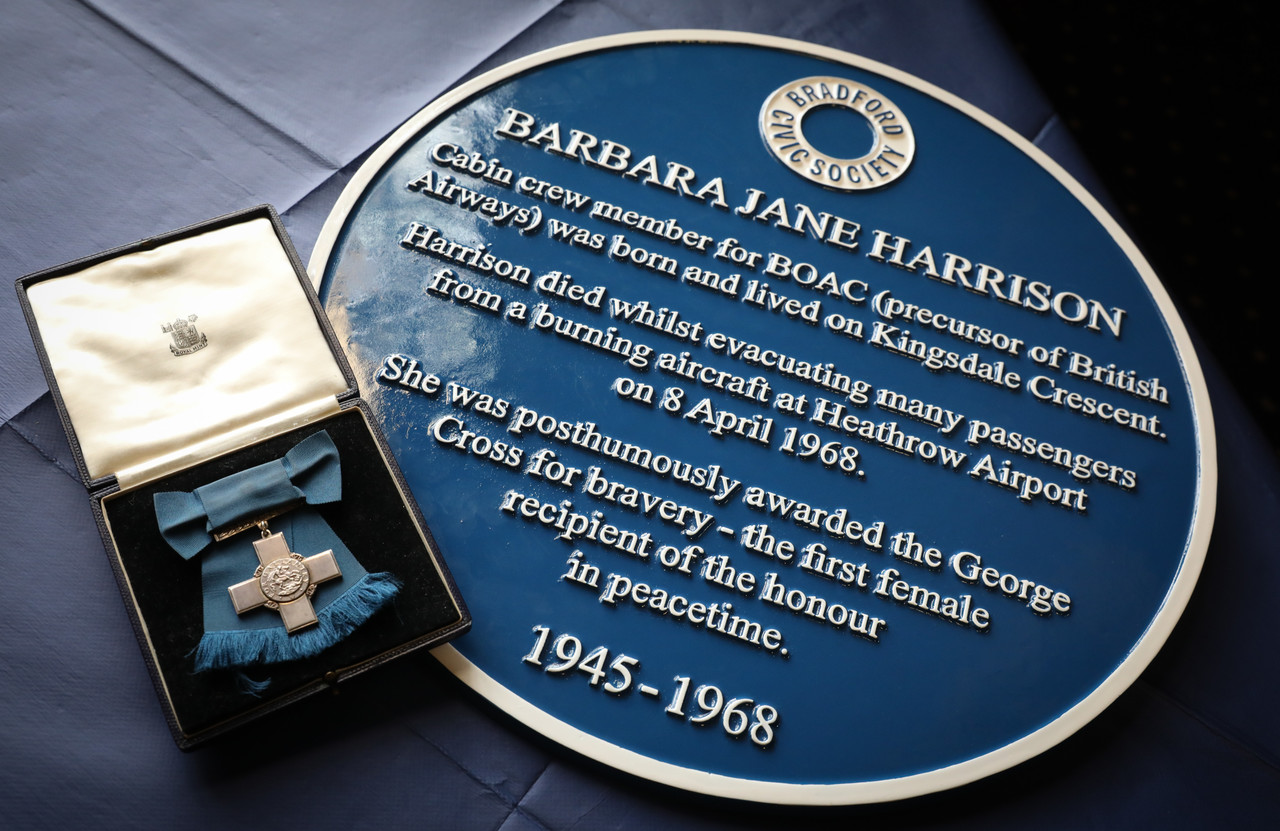 BRADFORD
CIVIC SOCIETY
BARBARA JANE HARRISON
Cabin crew member for BOAC (precursor of British
Airways) was born and lived on Kingsdale Crescent.
Harrison died whilst evacuating many passengers
from a burning aircraft at Heathrow Airport
on 8 April 1968.
She was posthumously awarded the George
Cross for bravery - the first female
recipient of the honour
in peacetime.
1945 - 1968
ROYAL MINT